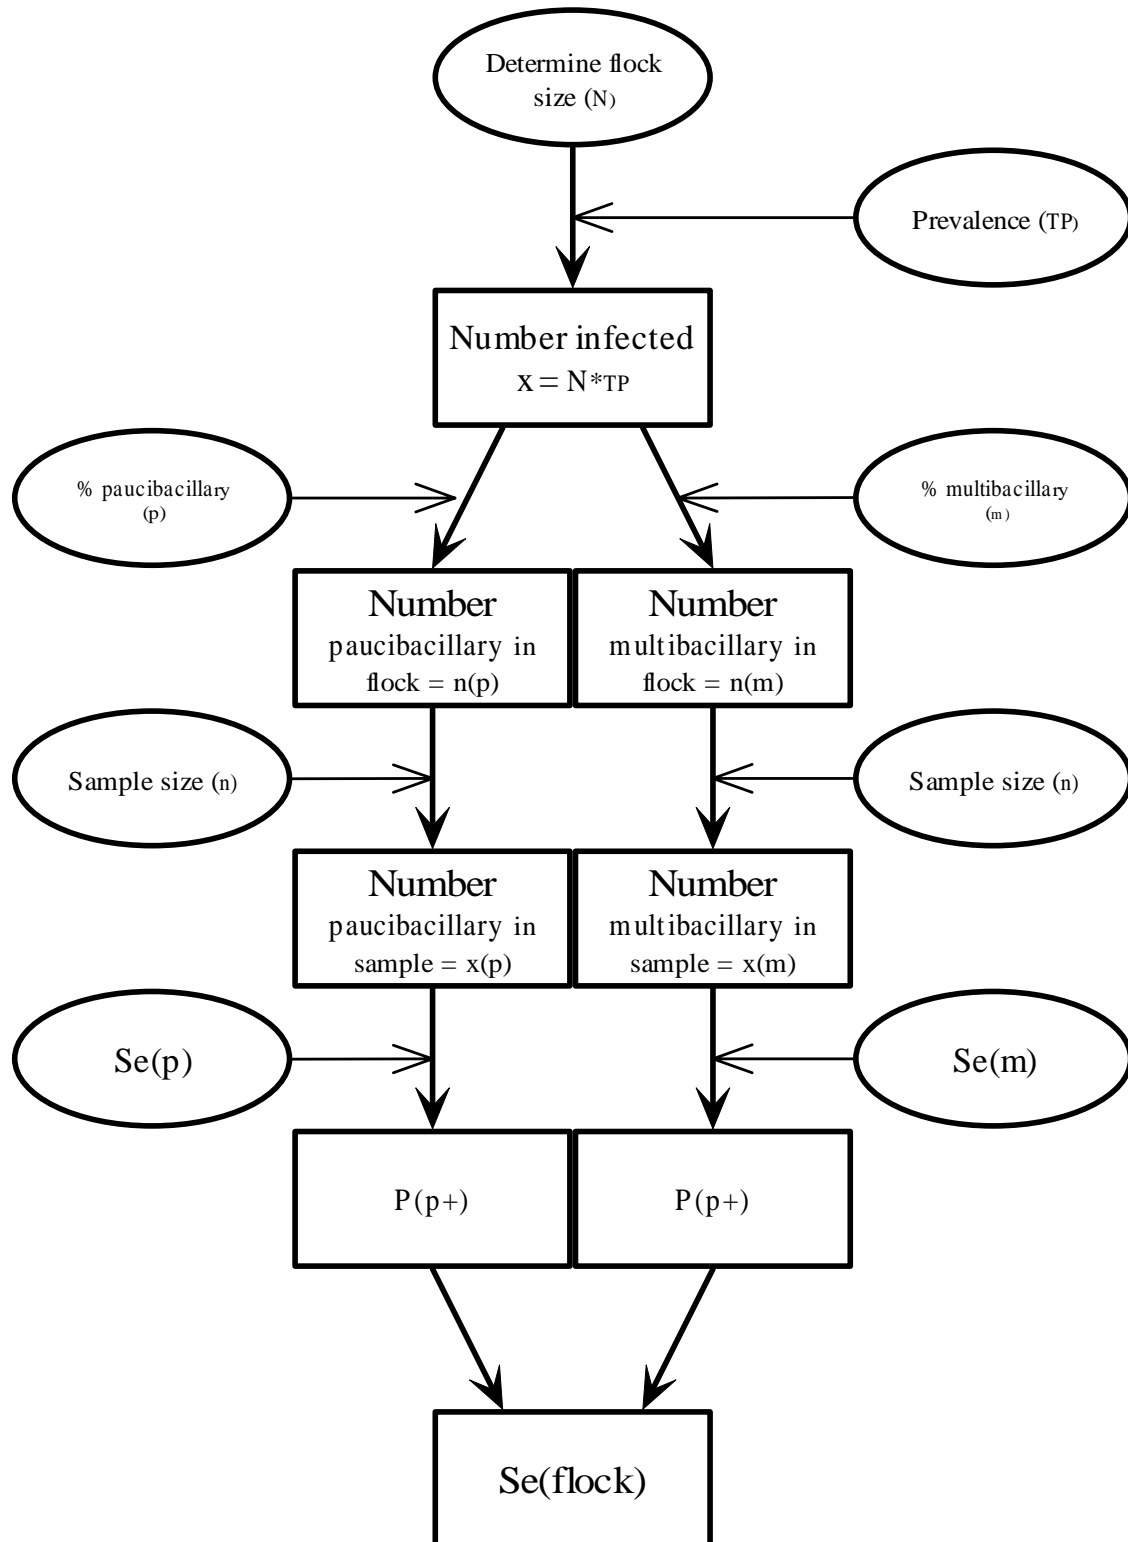 Determine flock
size (N)
Prevalence (TP)
Number infected
x = N*TP
% paucibacillary
(p)
% multibacillary
(m)
Number
paucibacillary in
flock = n(p)
Number
multibacillary in
flock = n(m)
Sample size (n)
Sample size (n)
Number
paucibacillary in
sample = x(p)
Number
multibacillary in
sample = x(m)
Se(p)
Se(m)
P(p+)
P(p+)
Se(flock)